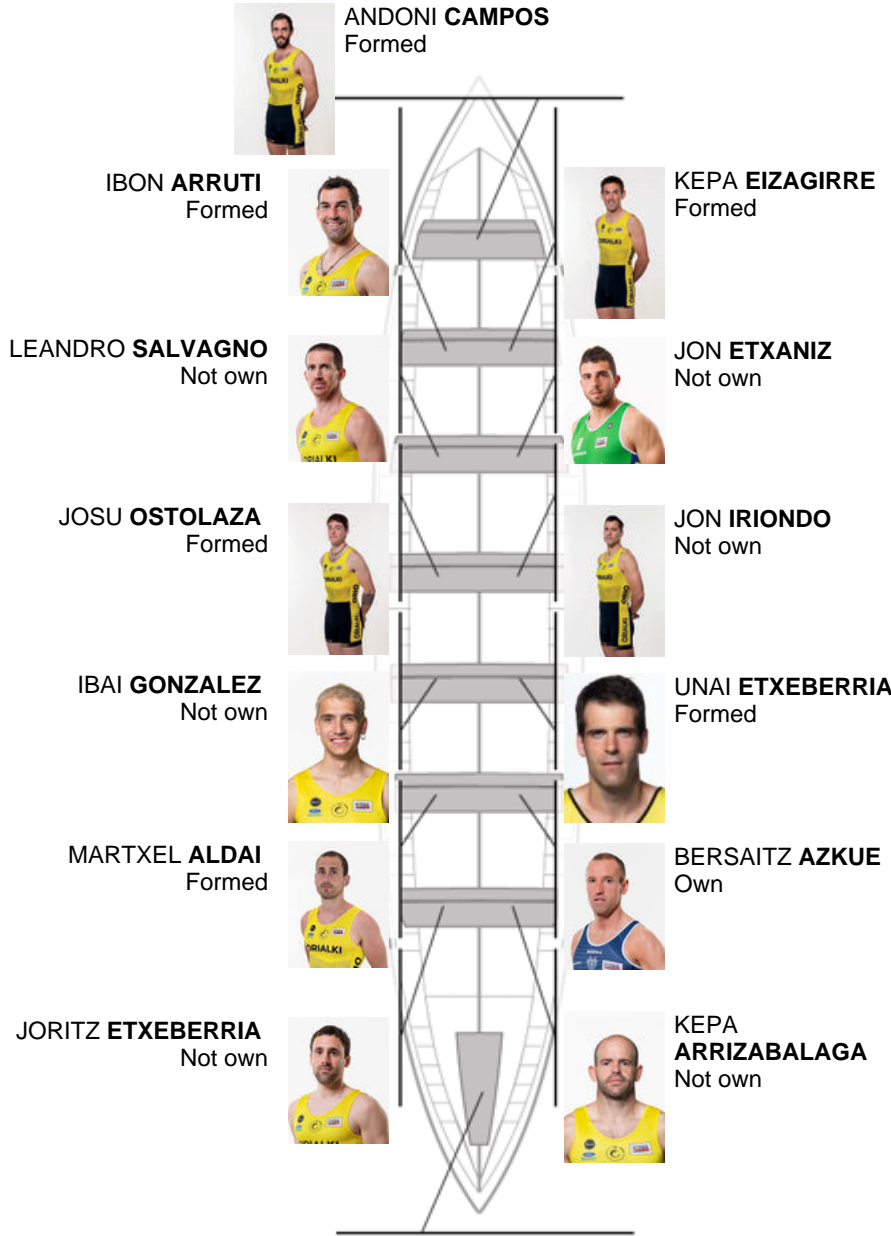 ANDONI CAMPOS
Formed
IBON ARRUTI
Formed
KEPA EIZAGIRRE
Formed
LEANDRO SALVAGNO
Not own
JON ETXANIZ
Not own
JOSU OSTOLAZA
Formed
JON IRIONDO
Not own
IBAI GONZALEZ
Not own
UNAI ETXEBERRIA
Formed
MARTXEL ALDAI
Formed
BERSAITZ AZKUE
Own
JORITZ ETXEBERRIA
Not own
KEPA
ARRIZABALAGA
Not own